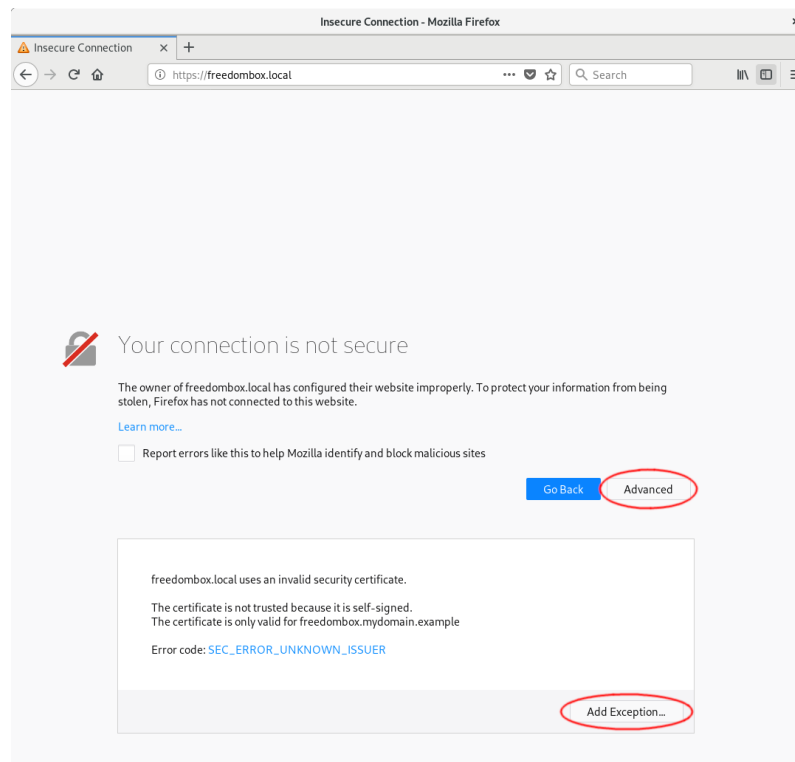 Insecure Connection - Mozilla Firefox
Insecure Connection
https://freedombox.local
Search
Your connection is not secure
The owner of freedombox.local has configured their website improperly. To protect your information from being
stolen, Firefox has not connected to this website.
Learn more...
Report errors like this to help Mozilla identify and block malicious sites
Go Back
Advanced
freedombox.local uses an invalid security certificate.
The certificate is not trusted because it is self-signed.
The certificate is only valid for freedombox.mydomain.example
Error code: SEC_ERROR_UNKNOWN_ISSUER
Add Exception...